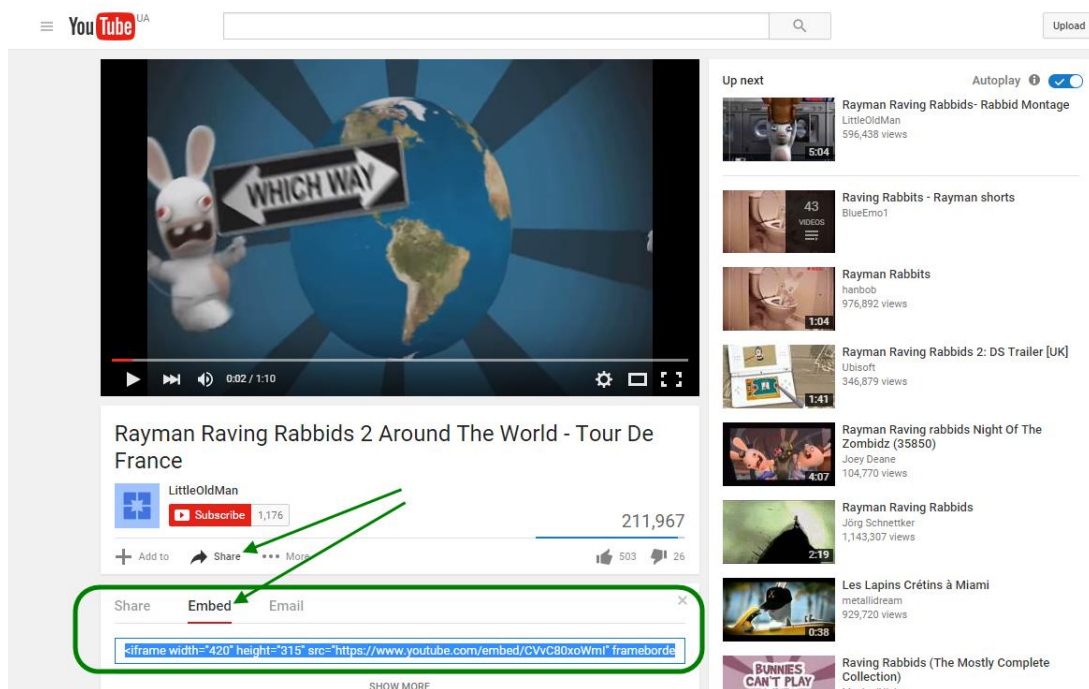 YouTube UA
Upload
WHICH WAY
0:02 / 1:10
Rayman Raving Rabbids 2 Around The World - Tour De
France
LittleOldMan
Subscribe 1,176
211,967
Add to Share More
503 26
Share Embed Email
<iframe width="420" height="315" src="https://www.youtube.com/embed/CVvC80xoWmI" frameborde
SHOW MORE
Up next Autoplay
Rayman Raving Rabbids- Rabbid Montage
LittleOldMan
596,438 views
5:04
Raving Rabbits - Rayman shorts
BlueEmo1
43
VIDEOS
Rayman Rabbits
hanbob
976,892 views
1:04
Rayman Raving Rabbids 2: DS Trailer [UK]
Ubisoft
346,879 views
1:41
Rayman Raving rabbids Night Of The
Zombidz (35850)
Joey Deane
104,770 views
4:07
Rayman Raving Rabbids
Jörg Schnettker
1,143,307 views
2:19
Les Lapins Crétins à Miami
metallidream
929,720 views
0:38
Raving Rabbids (The Mostly Complete
Collection)
BUNNIES
CAN'T PLAY